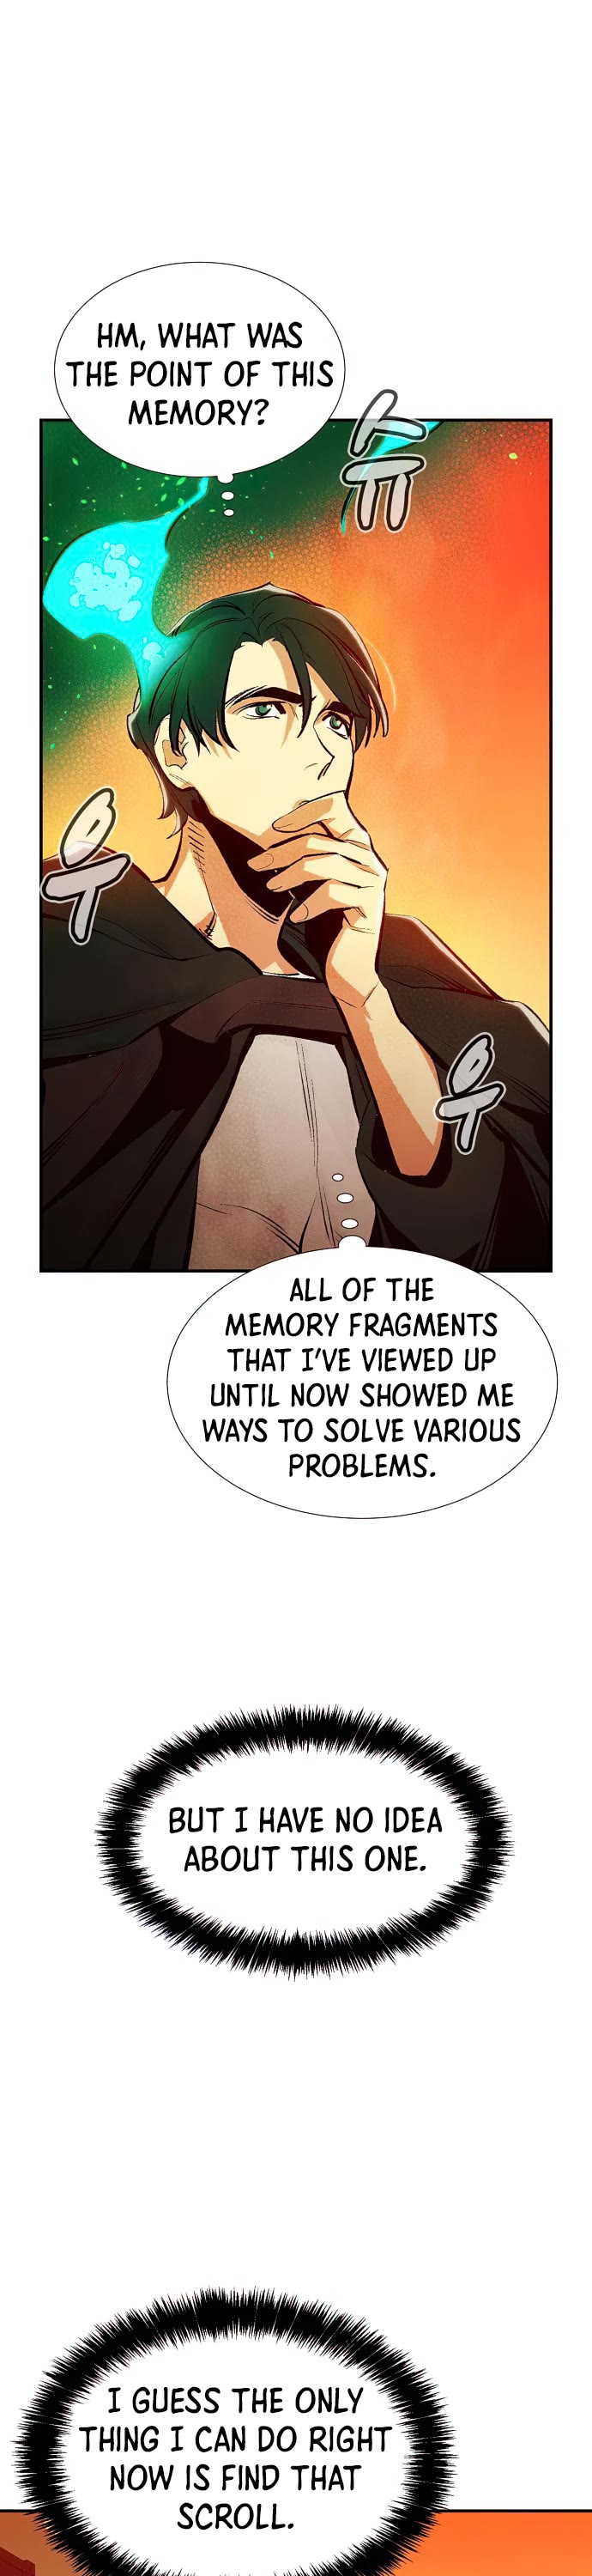 HM, WHAT WAS
THE POINT OF THIS
MEMORY?
슈
우
우
ALL OF THE
MEMORY FRAGMENTS
THAT I'VE VIEWED UP
UNTIL NOW SHOWED ME
WAYS TO SOLVE VARIOUS
PROBLEMS.
BUT I HAVE NO IDEA
ABOUT THIS ONE.
I GUESS THE ONLY
THING I CAN DO RIGHT
NOW IS FIND THAT
SCROLL.